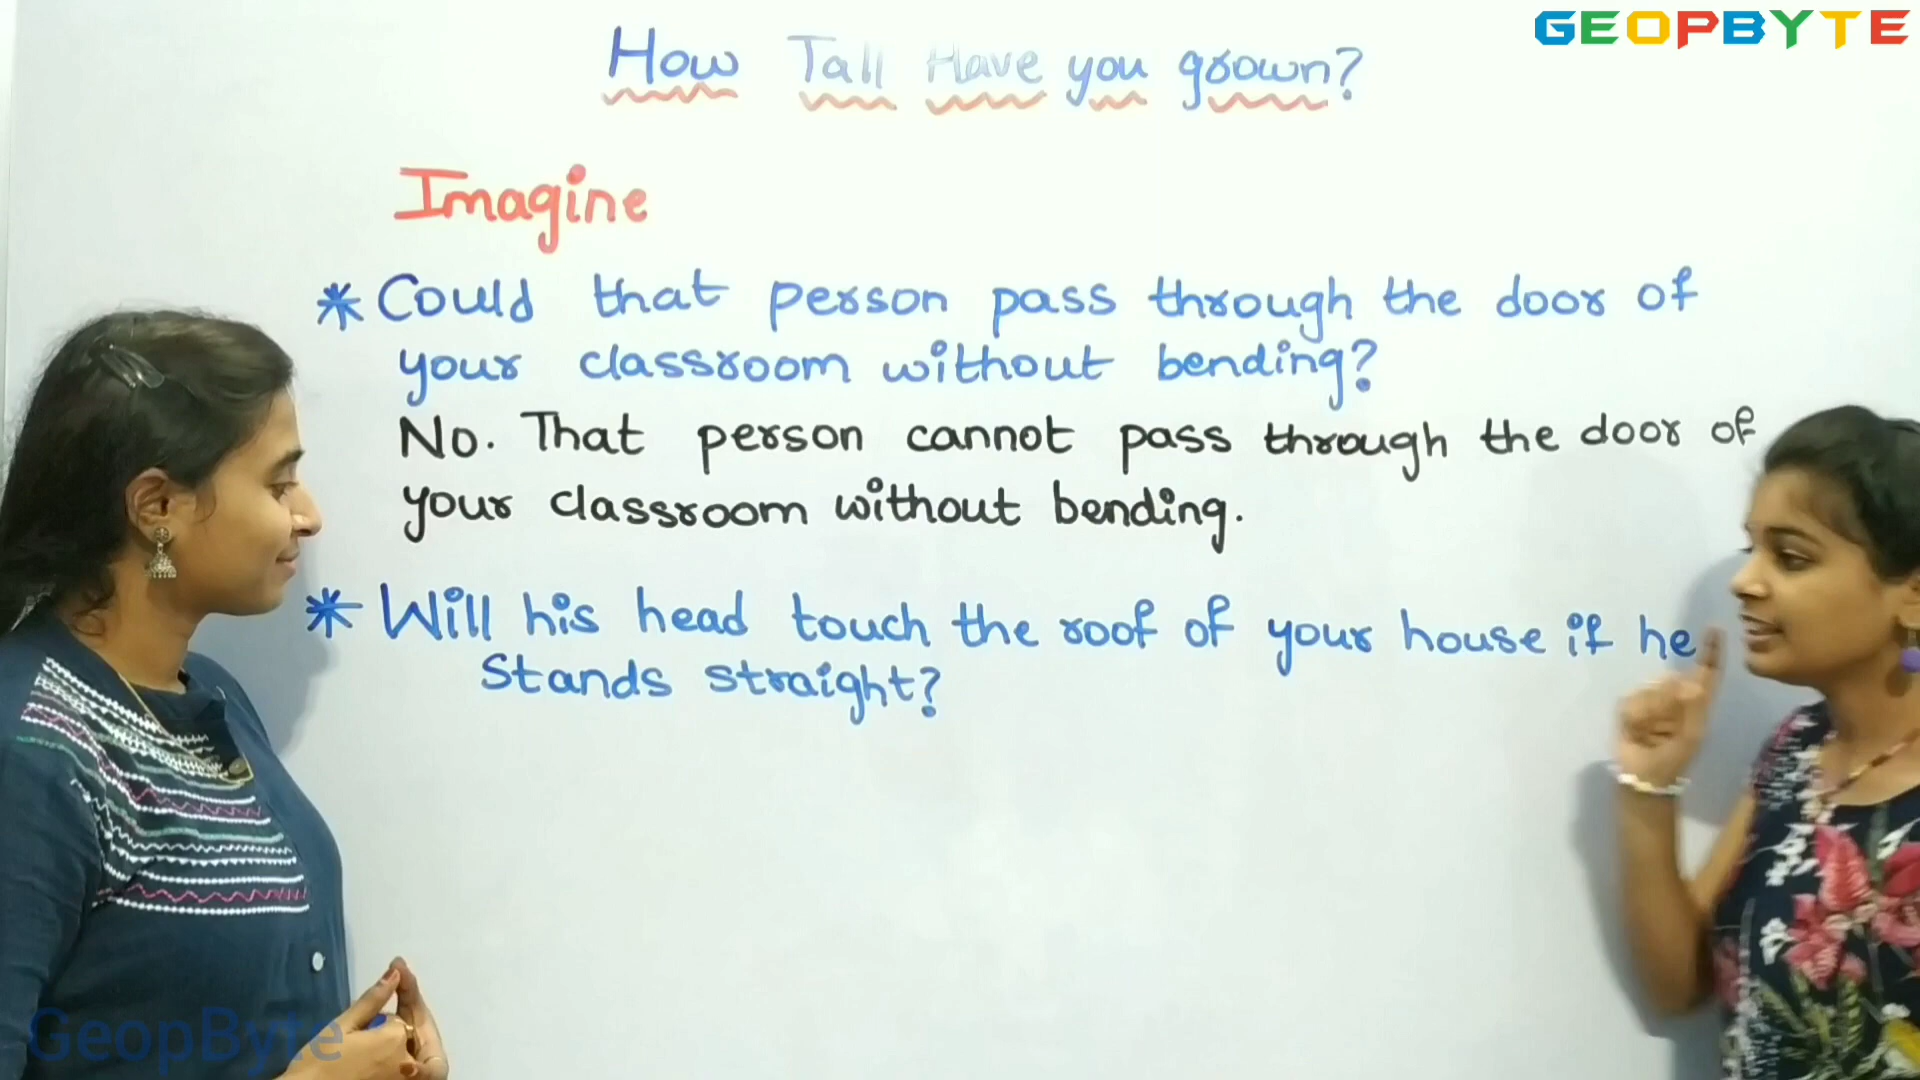 GEOPBYTE
How Tall Have you grown?
Imagine
* Could that person pass through the door of
your classroom without bending?
No. That person cannot pass through the door of
your classroom without bending.
* Will his head touch the roof of your house if he
stands straight?
GeopByte